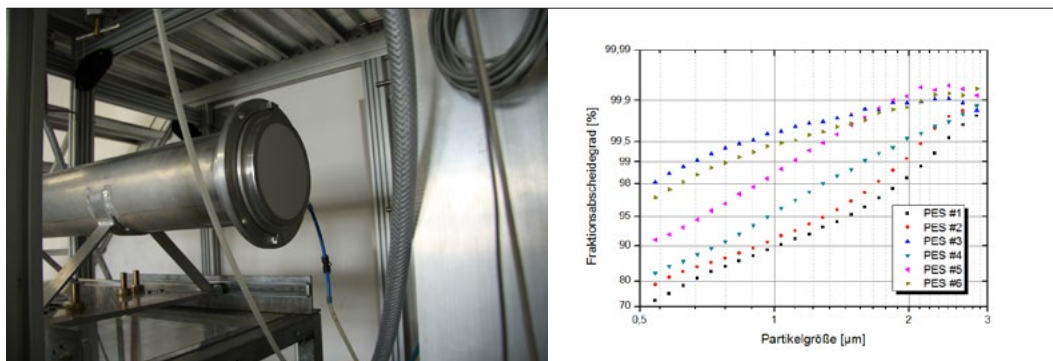 99,99
99,9
99,5
99
98
95
90
80
70
0,5
1
2
3
Fraktionsabscheidegrad [%]
Partikelgröße [µm]
PES #1
PES #2
PES #3
PES #4
PES #5
PES #6